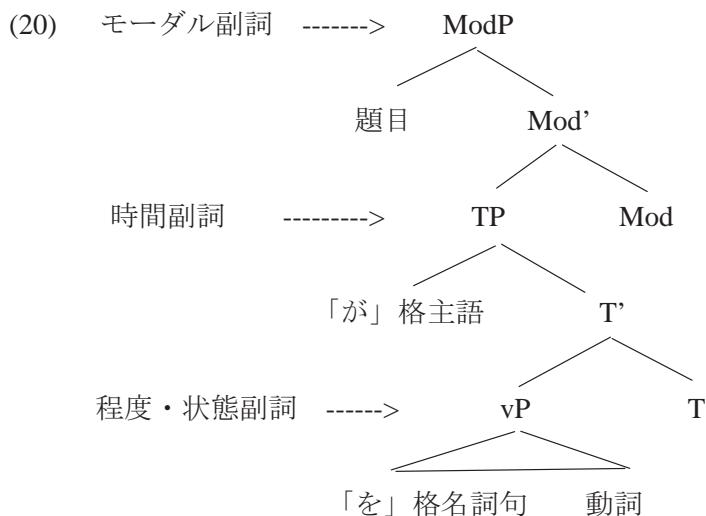 (20) モーダル副詞 -------> ModP
題目 Mod’
時間副詞 ---------> TP Mod
「が」格主語 T’
程度・状態副詞 ------> vP T
「を」格名詞句 動詞